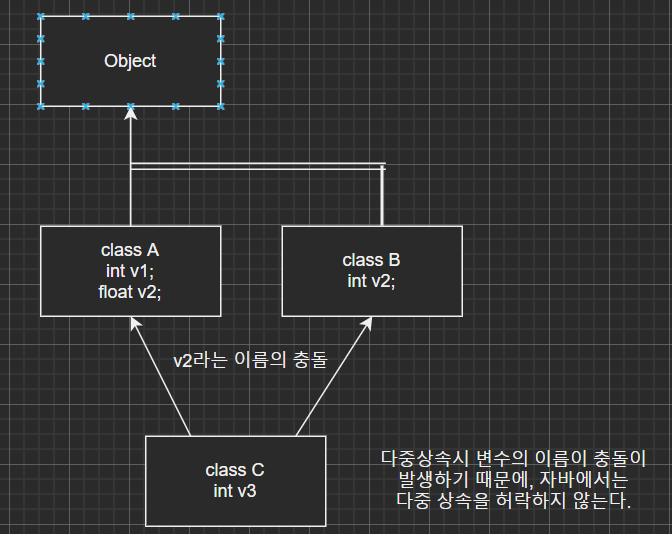 Object
class A
int v1;
float v2;
class B
int v2;
v2라는 이름의 충돌
class C
int v3
다중상속시 변수의 이름이 충돌이
발생하기 때문에, 자바에서는
다중 상속을 허락하지 않는다.